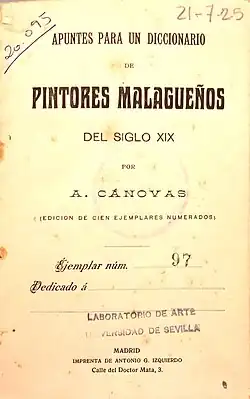 21-7-25
20.095
APUNTES PARA UN DICCIONARIO
DE
PINTORES MALAGUEÑOS
DEL SIGLO XIX
POR
A. CÁNOVAS
(EDICION DE CIEN EJEMPLARES NUMERADOS)
Ejemplar núm. 97
Dedicado á
LABORATORIO DE ARTE
UNIVERSIDAD DE SEVILLA
MADRID
IMPRENTA DE ANTONIO G. IZQUIERDO
Calle del Doctor Mata, 3.